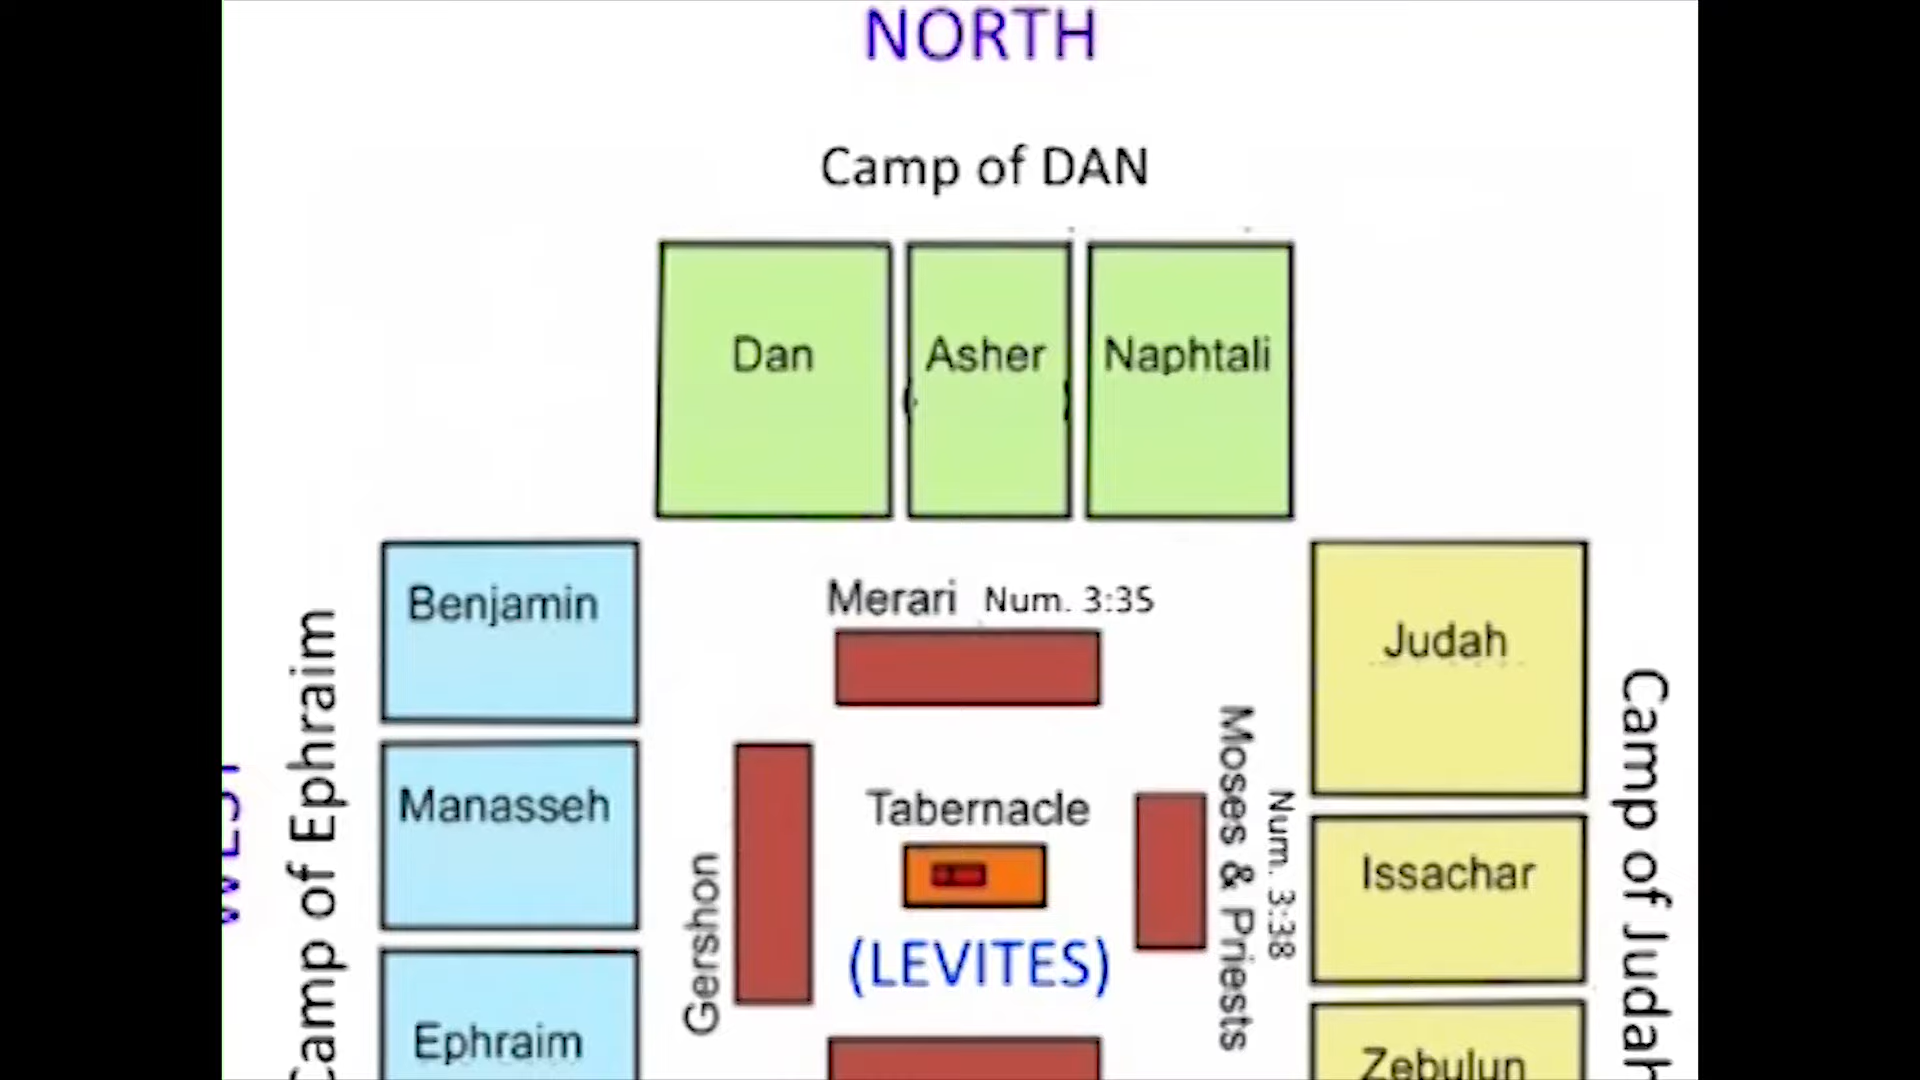 NORTH
Camp of DAN
Dan
Asher
Naphtali
Benjamin
Merari Num. 3:35
Judah
Manasseh
Tabernacle
Issachar
(LEVITES)
Gershon
Moses & Priests
Num. 3:38
Ephraim
Zebulun
WEST
Camp of Ephraim
Camp of Judah